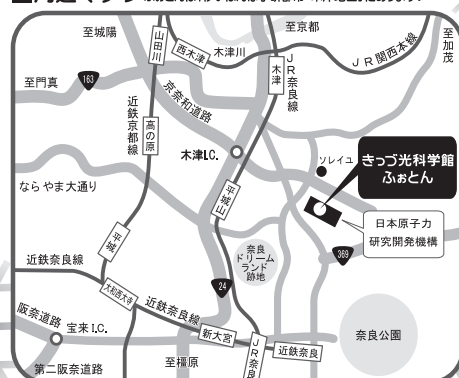 至城陽
至京都
至加茂
山田川
西木津
木津川
JR関西本線
木津
JR奈良線
至門真
163
京奈和道路
近鉄京都線
高の原
木津I.C.
ソレイユ
きっづ光科学館
ふぉとん
ならやま大通り
平城山
日本原子力
研究開発機構
平城
奈良
ドリーム
ランド
跡地
369
近鉄奈良線
大和西大寺
24
近鉄奈良線
阪奈道路
宝来I.C.
新大宮
奈良公園
近鉄奈良
JR奈良
第二阪奈道路
至橿原